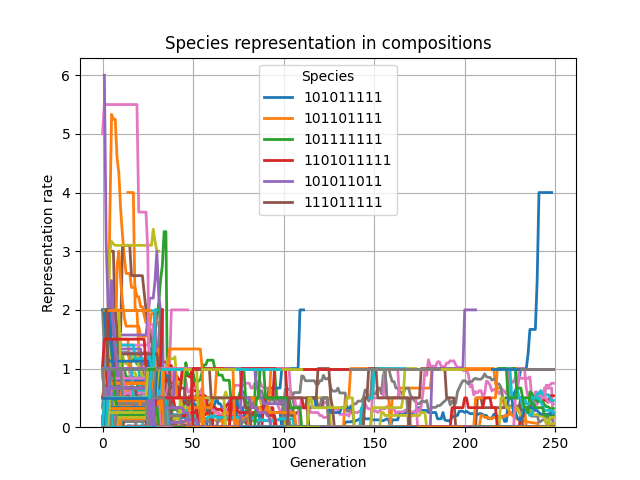 Species representation in compositions
Representation rate
6
5
4
3
2
1
0
Species
101011111
101101111
101111111
1101011111
101011011
111011111
0 50 100 150 200 250
Generation